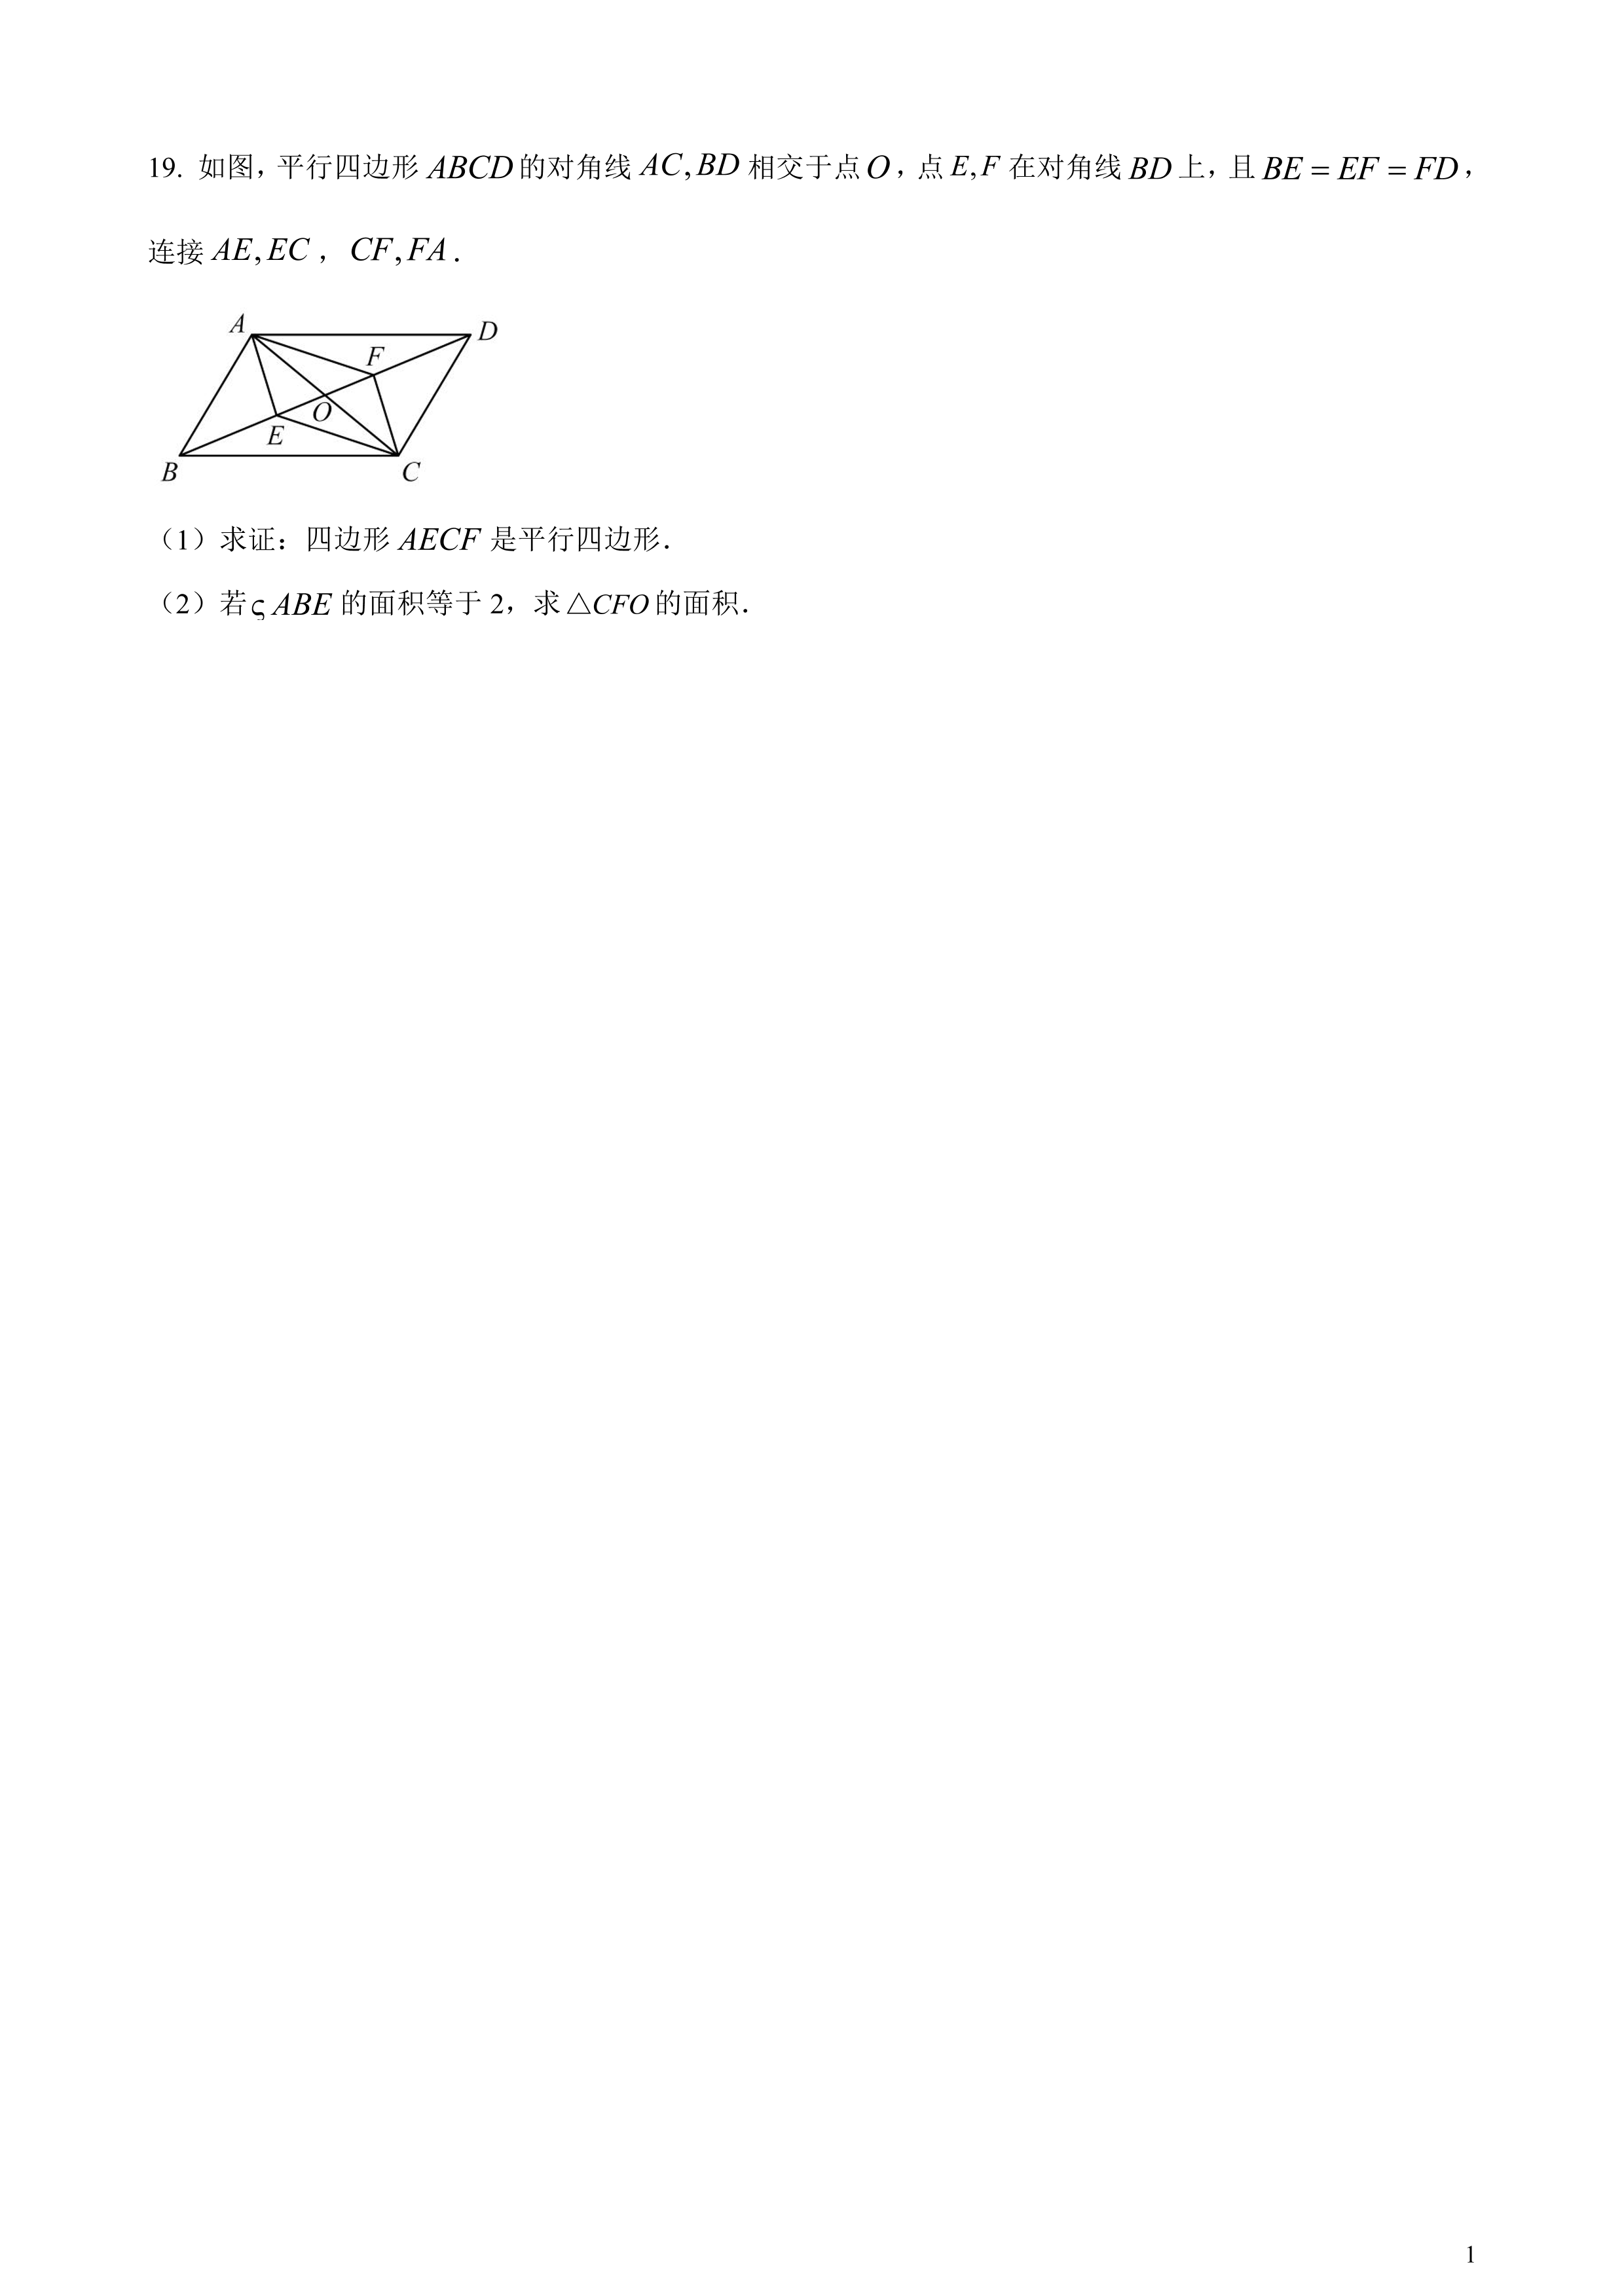 19. 如图，平行四边形 ABCD 的对角线 AC, BD 相交于点 O，点 E, F 在对角线 BD 上，且 BE = EF = FD，
连接 AE, EC，CF, FA．
A
D
F
O
E
B
C
（1）求证：四边形 AECF 是平行四边形．
（2）若 ς ABE 的面积等于 2，求 △CFO 的面积．
1